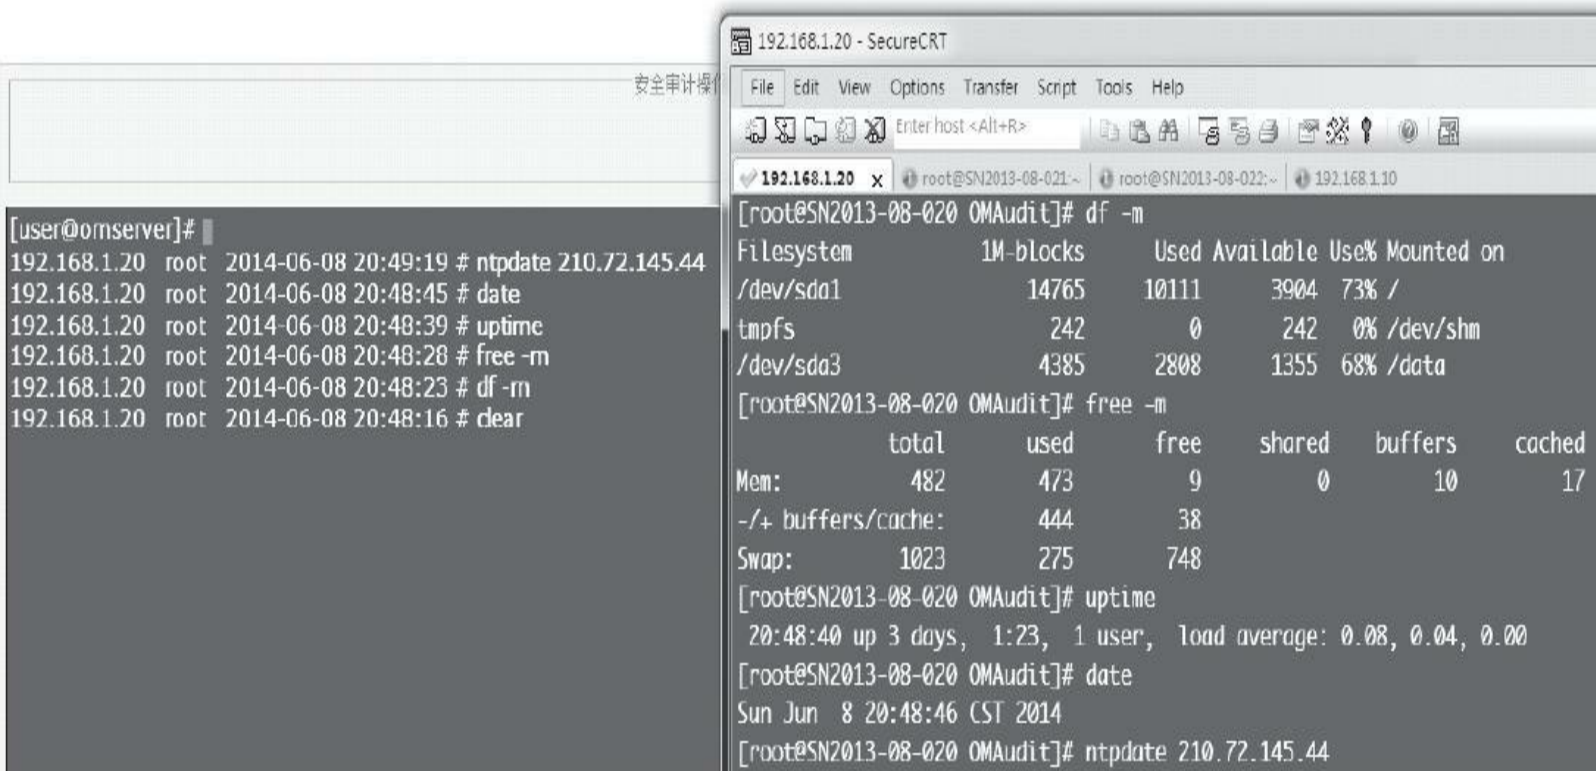 安全审计操
[user@omserver]#
192.168.1.20 root 2014-06-08 20:49:19 # ntpdate 210.72.145.44
192.168.1.20 root 2014-06-08 20:48:45 # date
192.168.1.20 root 2014-06-08 20:48:39 # uptime
192.168.1.20 root 2014-06-08 20:48:28 # free -m
192.168.1.20 root 2014-06-08 20:48:23 # df -m
192.168.1.20 root 2014-06-08 20:48:16 # clear
192.168.1.20 - SecureCRT
File Edit View Options Transfer Script Tools Help
Enter host <Alt+R>
192.168.1.20 x root@SN2013-08-021:~ root@SN2013-08-022:~ 192.168.1.10
[root@SN2013-08-020 OMAudit]# df -m
Filesystem 1M-blocks Used Available Use% Mounted on
/dev/sda1 14765 10111 3904 73% /
tmpfs 242 0 242 0% /dev/shm
/dev/sda3 4385 2808 1355 68% /data
[root@SN2013-08-020 OMAudit]# free -m
total used free shared buffers cached
Mem: 482 473 9 0 10 17
-/+ buffers/cache: 444 38
Swap: 1023 275 748
[root@SN2013-08-020 OMAudit]# uptime
20:48:40 up 3 days, 1:23, 1 user, load average: 0.08, 0.04, 0.00
[root@SN2013-08-020 OMAudit]# date
Sun Jun 8 20:48:46 CST 2014
[root@SN2013-08-020 OMAudit]# ntpdate 210.72.145.44